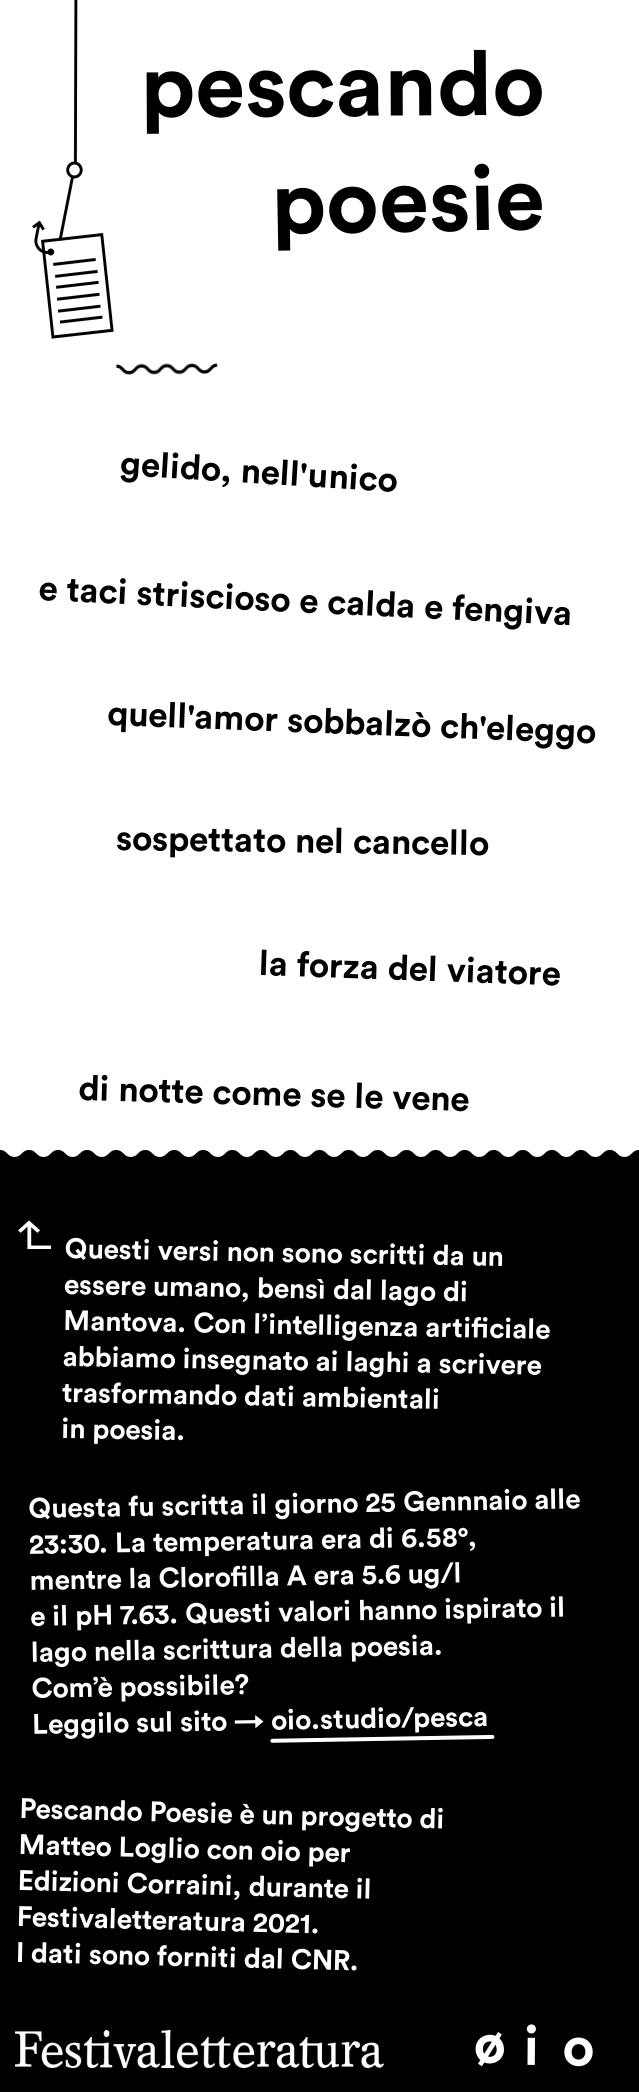 pescando
poesie
gelido, nell'unico
e taci striscioso e calda e fengiva
quell'amor sobbalzò ch'eleggo
sospettato nel cancello
la forza del viatore
di notte come se le vene
Questi versi non sono scritti da un
essere umano, bensì dal lago di
Mantova. Con l’intelligenza artificiale
abbiamo insegnato ai laghi a scrivere
trasformando dati ambientali
in poesia.
Questa fu scritta il giorno 25 Gennnaio alle
23:30. La temperatura era di 6.58°,
mentre la Clorofilla A era 5.6 ug/l
e il pH 7.63. Questi valori hanno ispirato il
lago nella scrittura della poesia.
Com’è possibile?
Leggilo sul sito → oio.studio/pesca
Pescando Poesie è un progetto di
Matteo Loglio con oio per
Edizioni Corraini, durante il
Festivaletteratura 2021.
I dati sono forniti dal CNR.
Festivaletteratura ø i o